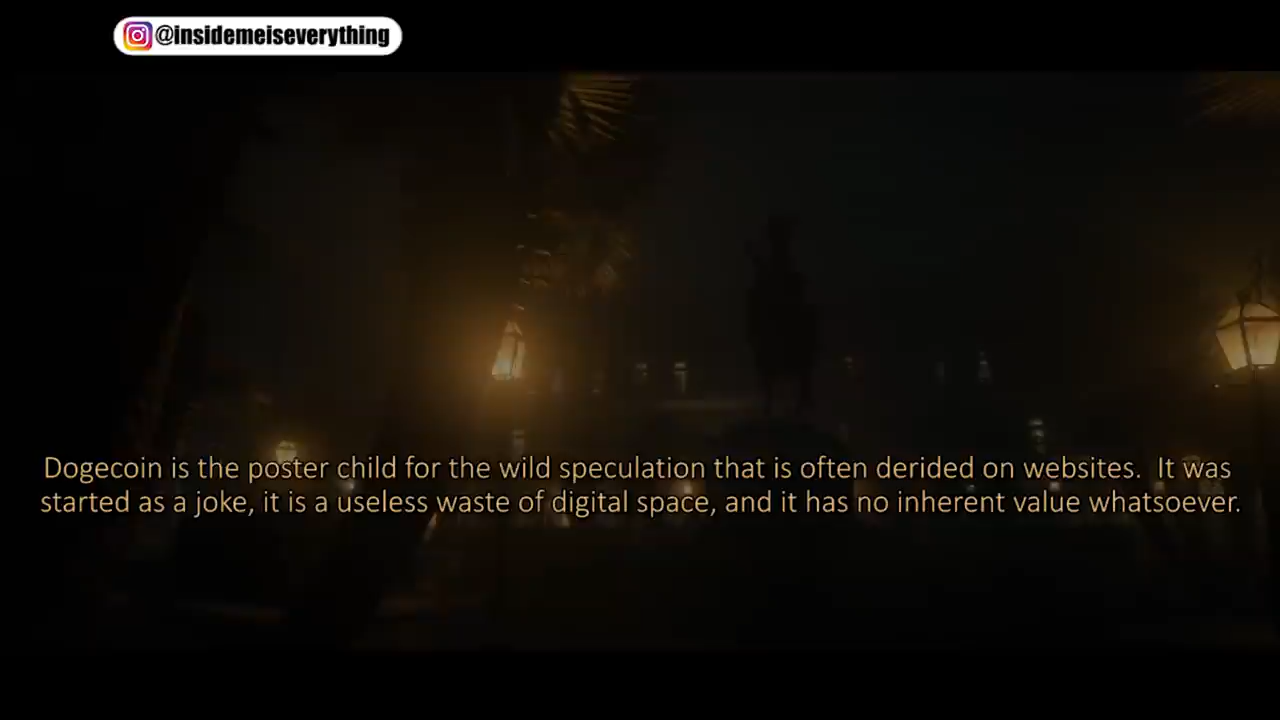 @insidemeiseverything
Dogecoin is the poster child for the wild speculation that is often derided on websites.  It was
started as a joke, it is a useless waste of digital space, and it has no inherent value whatsoever.